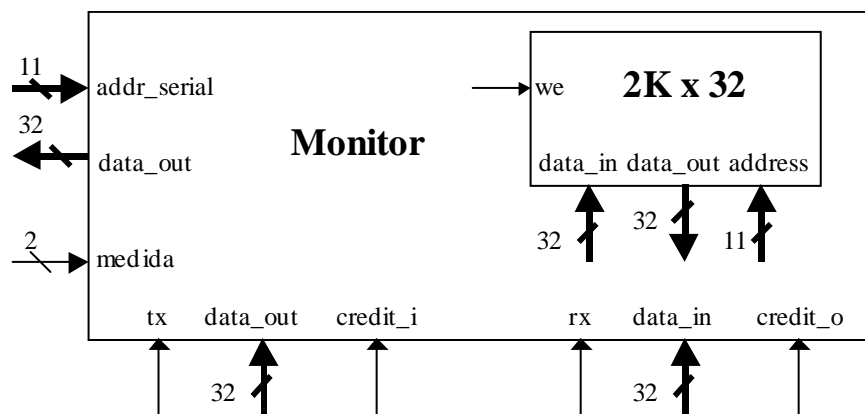 11
addr_serial
32
data_out
2
medida
Monitor
we
2K x 32
data_in data_out address
32
32
11
tx data_out credit_i rx data_in credit_o
32
32